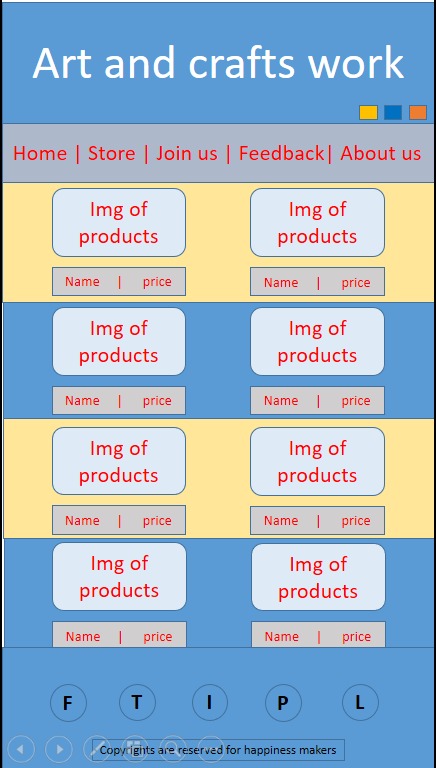 Art and crafts work
Home | Store | Join us | Feedback| About us
Img of
products
Img of
products
Name | price
Name | price
Img of
products
Img of
products
Name | price
Name | price
Img of
products
Img of
products
Name | price
Name | price
Img of
products
Img of
products
Name | price
Name | price
F T I P L
Copyrights are reserved for happiness makers